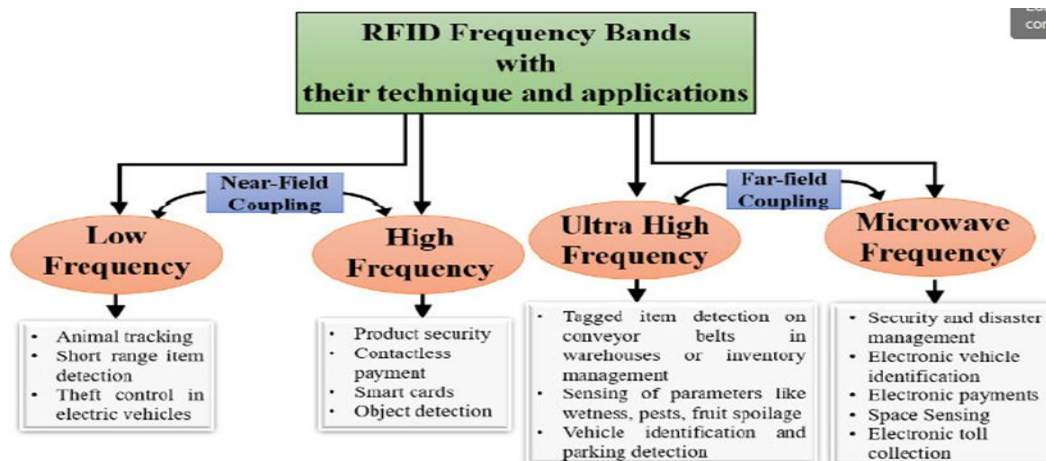 RFID Frequency Bands
with
their technique and applications
Near-Field
Coupling
Far-field
Coupling
Low
Frequency
High
Frequency
Ultra High
Frequency
Microwave
Frequency
• Animal tracking
• Short range item
detection
• Theft control in
electric vehicles
• Product security
• Contactless
payment
• Smart cards
• Object detection
• Tagged item detection on
conveyor belts in
warehouses or inventory
management
• Sensing of parameters like
wetness, pests, fruit spoilage
• Vehicle identification and
parking detection
• Security and disaster
management
• Electronic vehicle
identification
• Electronic payments
• Space Sensing
• Electronic toll
collection